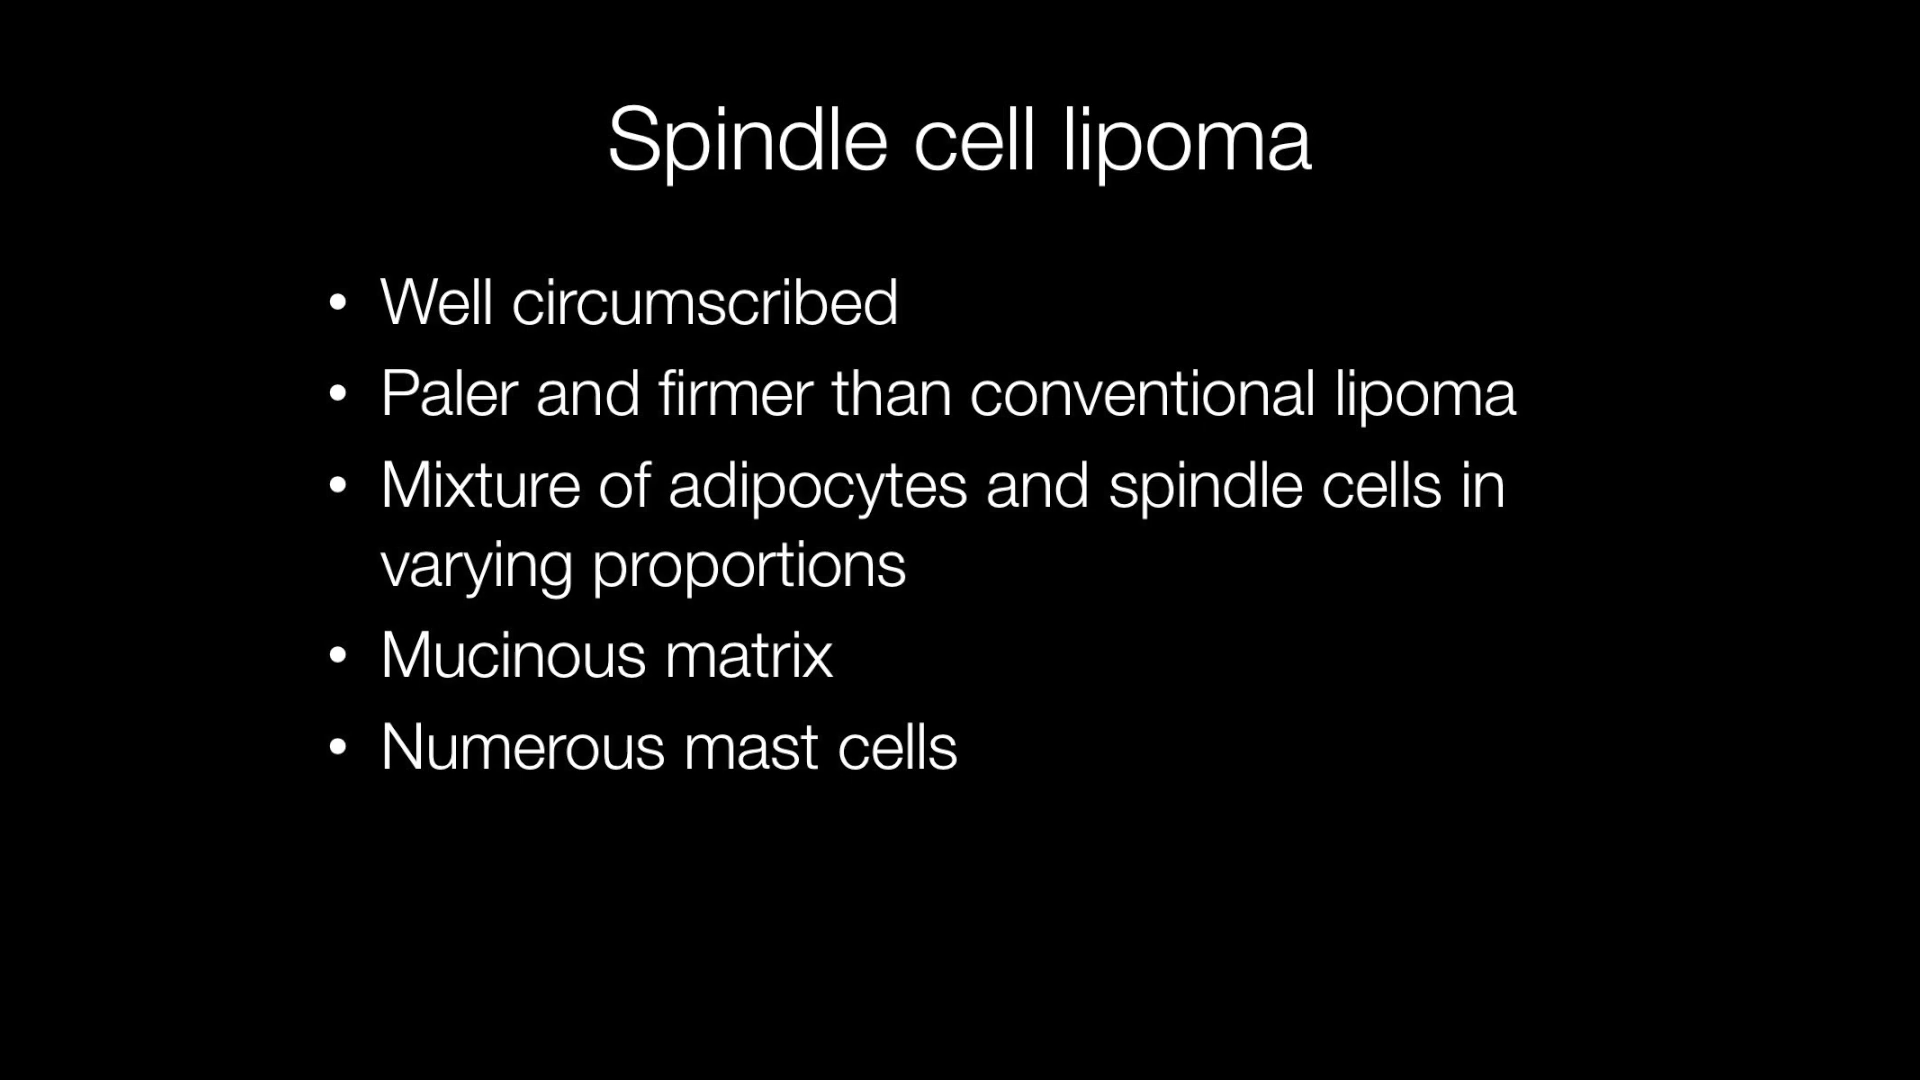 Spindle cell lipoma
• Well circumscribed
• Paler and firmer than conventional lipoma
• Mixture of adipocytes and spindle cells in
varying proportions
• Mucinous matrix
• Numerous mast cells